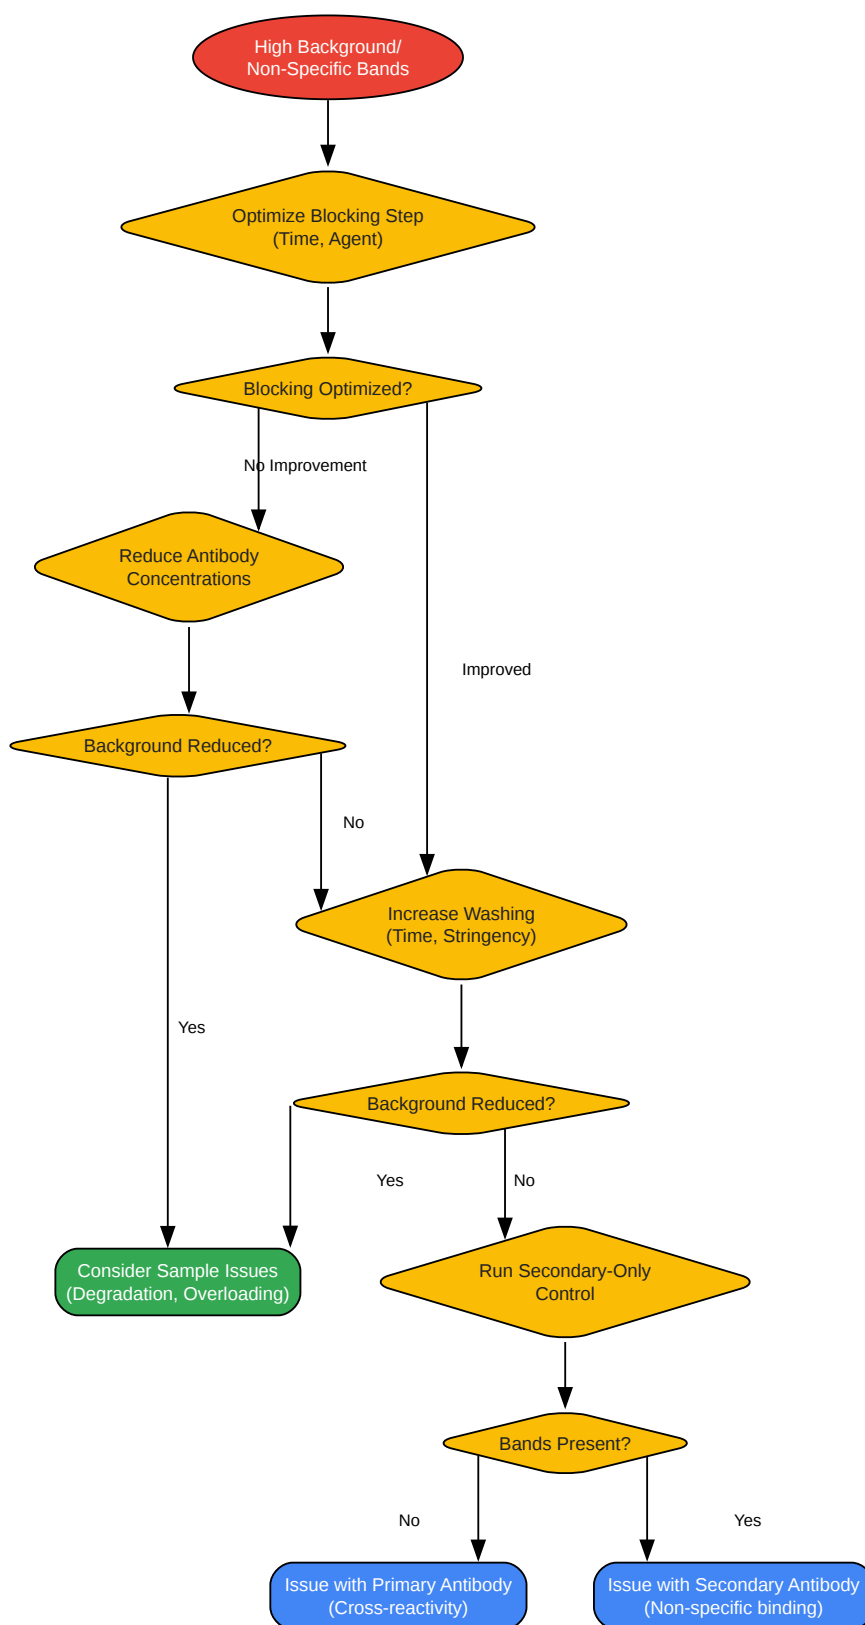 High Background/
Non-Specific Bands
Optimize Blocking Step
(Time, Agent)
Blocking Optimized?
No Improvement
Reduce Antibody
Concentrations
Improved
Background Reduced?
No
Increase Washing
(Time, Stringency)
Yes
Background Reduced?
Yes
No
Consider Sample Issues
(Degradation, Overloading)
Run Secondary-Only
Control
Bands Present?
No
Yes
Issue with Primary Antibody
(Cross-reactivity)
Issue with Secondary Antibody
(Non-specific binding)